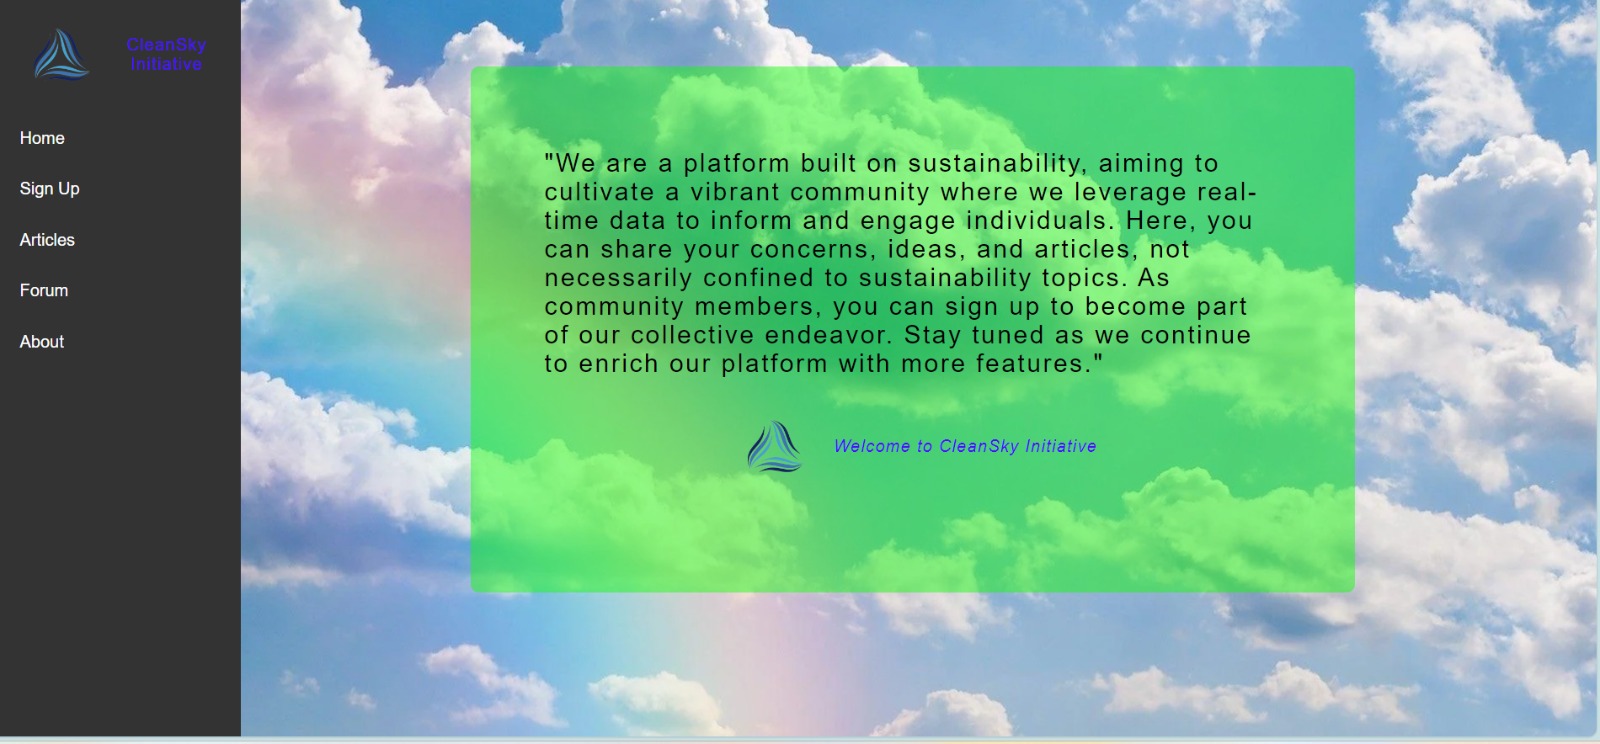 CleanSky
Initiative
Home
Sign Up
Articles
Forum
About
"We are a platform built on sustainability, aiming to
cultivate a vibrant community where we leverage real-
time data to inform and engage individuals. Here, you
can share your concerns, ideas, and articles, not
necessarily confined to sustainability topics. As
community members, you can sign up to become part
of our collective endeavor. Stay tuned as we continue
to enrich our platform with more features."
Welcome to CleanSky Initiative